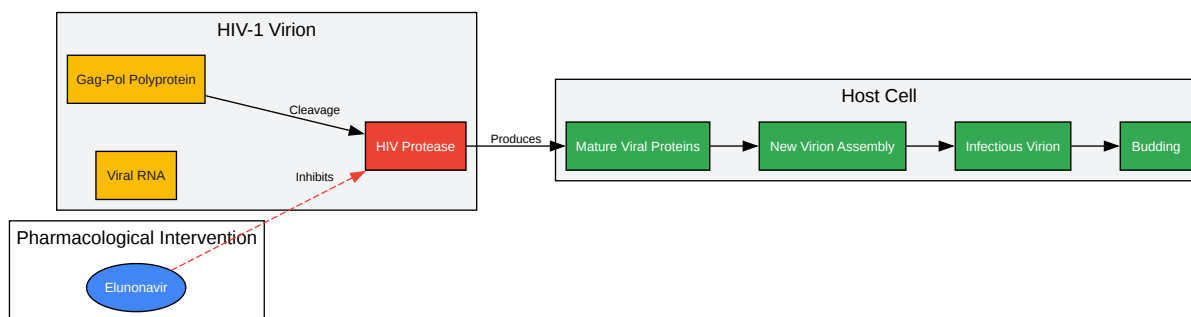 HIV-1 Virion
Gag-Pol Polyprotein
Cleavage
HIV Protease
Viral RNA
Inhibits
Produces
Host Cell
Mature Viral Proteins
New Virion Assembly
Infectious Virion
Budding
Pharmacological Intervention
Elunonavir